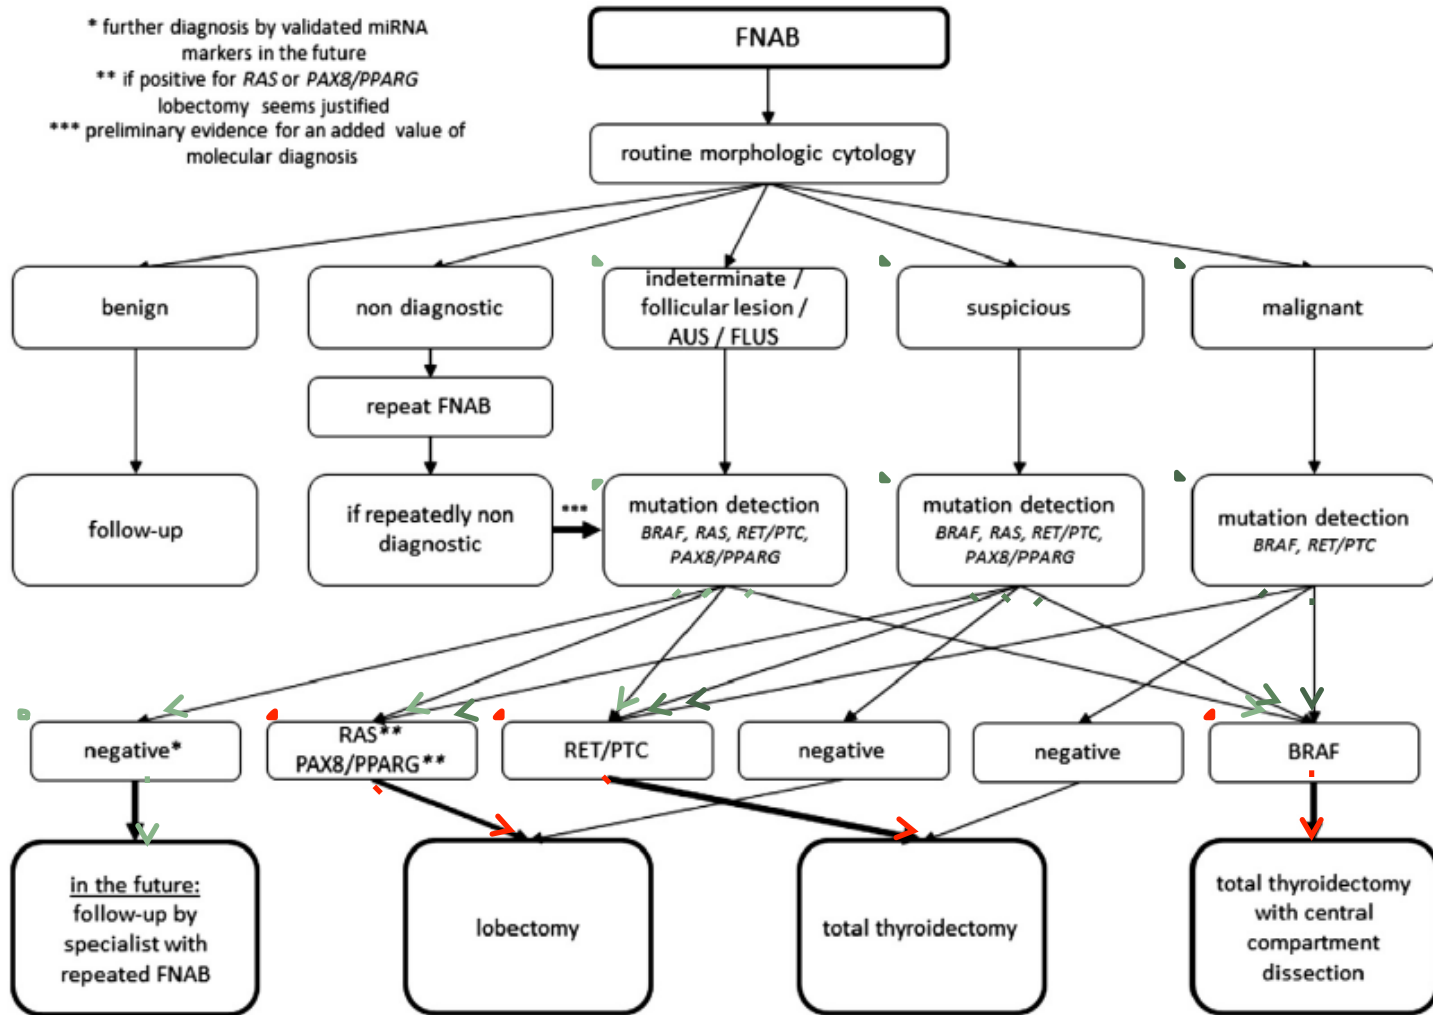 * further diagnosis by validated miRNA
markers in the future
** if positive for RAS or PAX8/PPARG
lobectomy seems justified
*** preliminary evidence for an added value of
molecular diagnosis
FNAB
routine morphologic cytology
benign
non diagnostic
indeterminate /
follicular lesion /
AUS / FLUS
suspicious
malignant
repeat FNAB
follow-up
if repeatedly non
diagnostic
***
mutation detection
BRAF, RAS, RET/PTC,
PAX8/PPARG
mutation detection
BRAF, RAS, RET/PTC,
PAX8/PPARG
mutation detection
BRAF, RET/PTC
negative*
RAS**
PAX8/PPARG**
RET/PTC
negative
negative
BRAF
in the future:
follow-up by
specialist with
repeated FNAB
lobectomy
total thyroidectomy
total thyroidectomy
with central
compartment
dissection